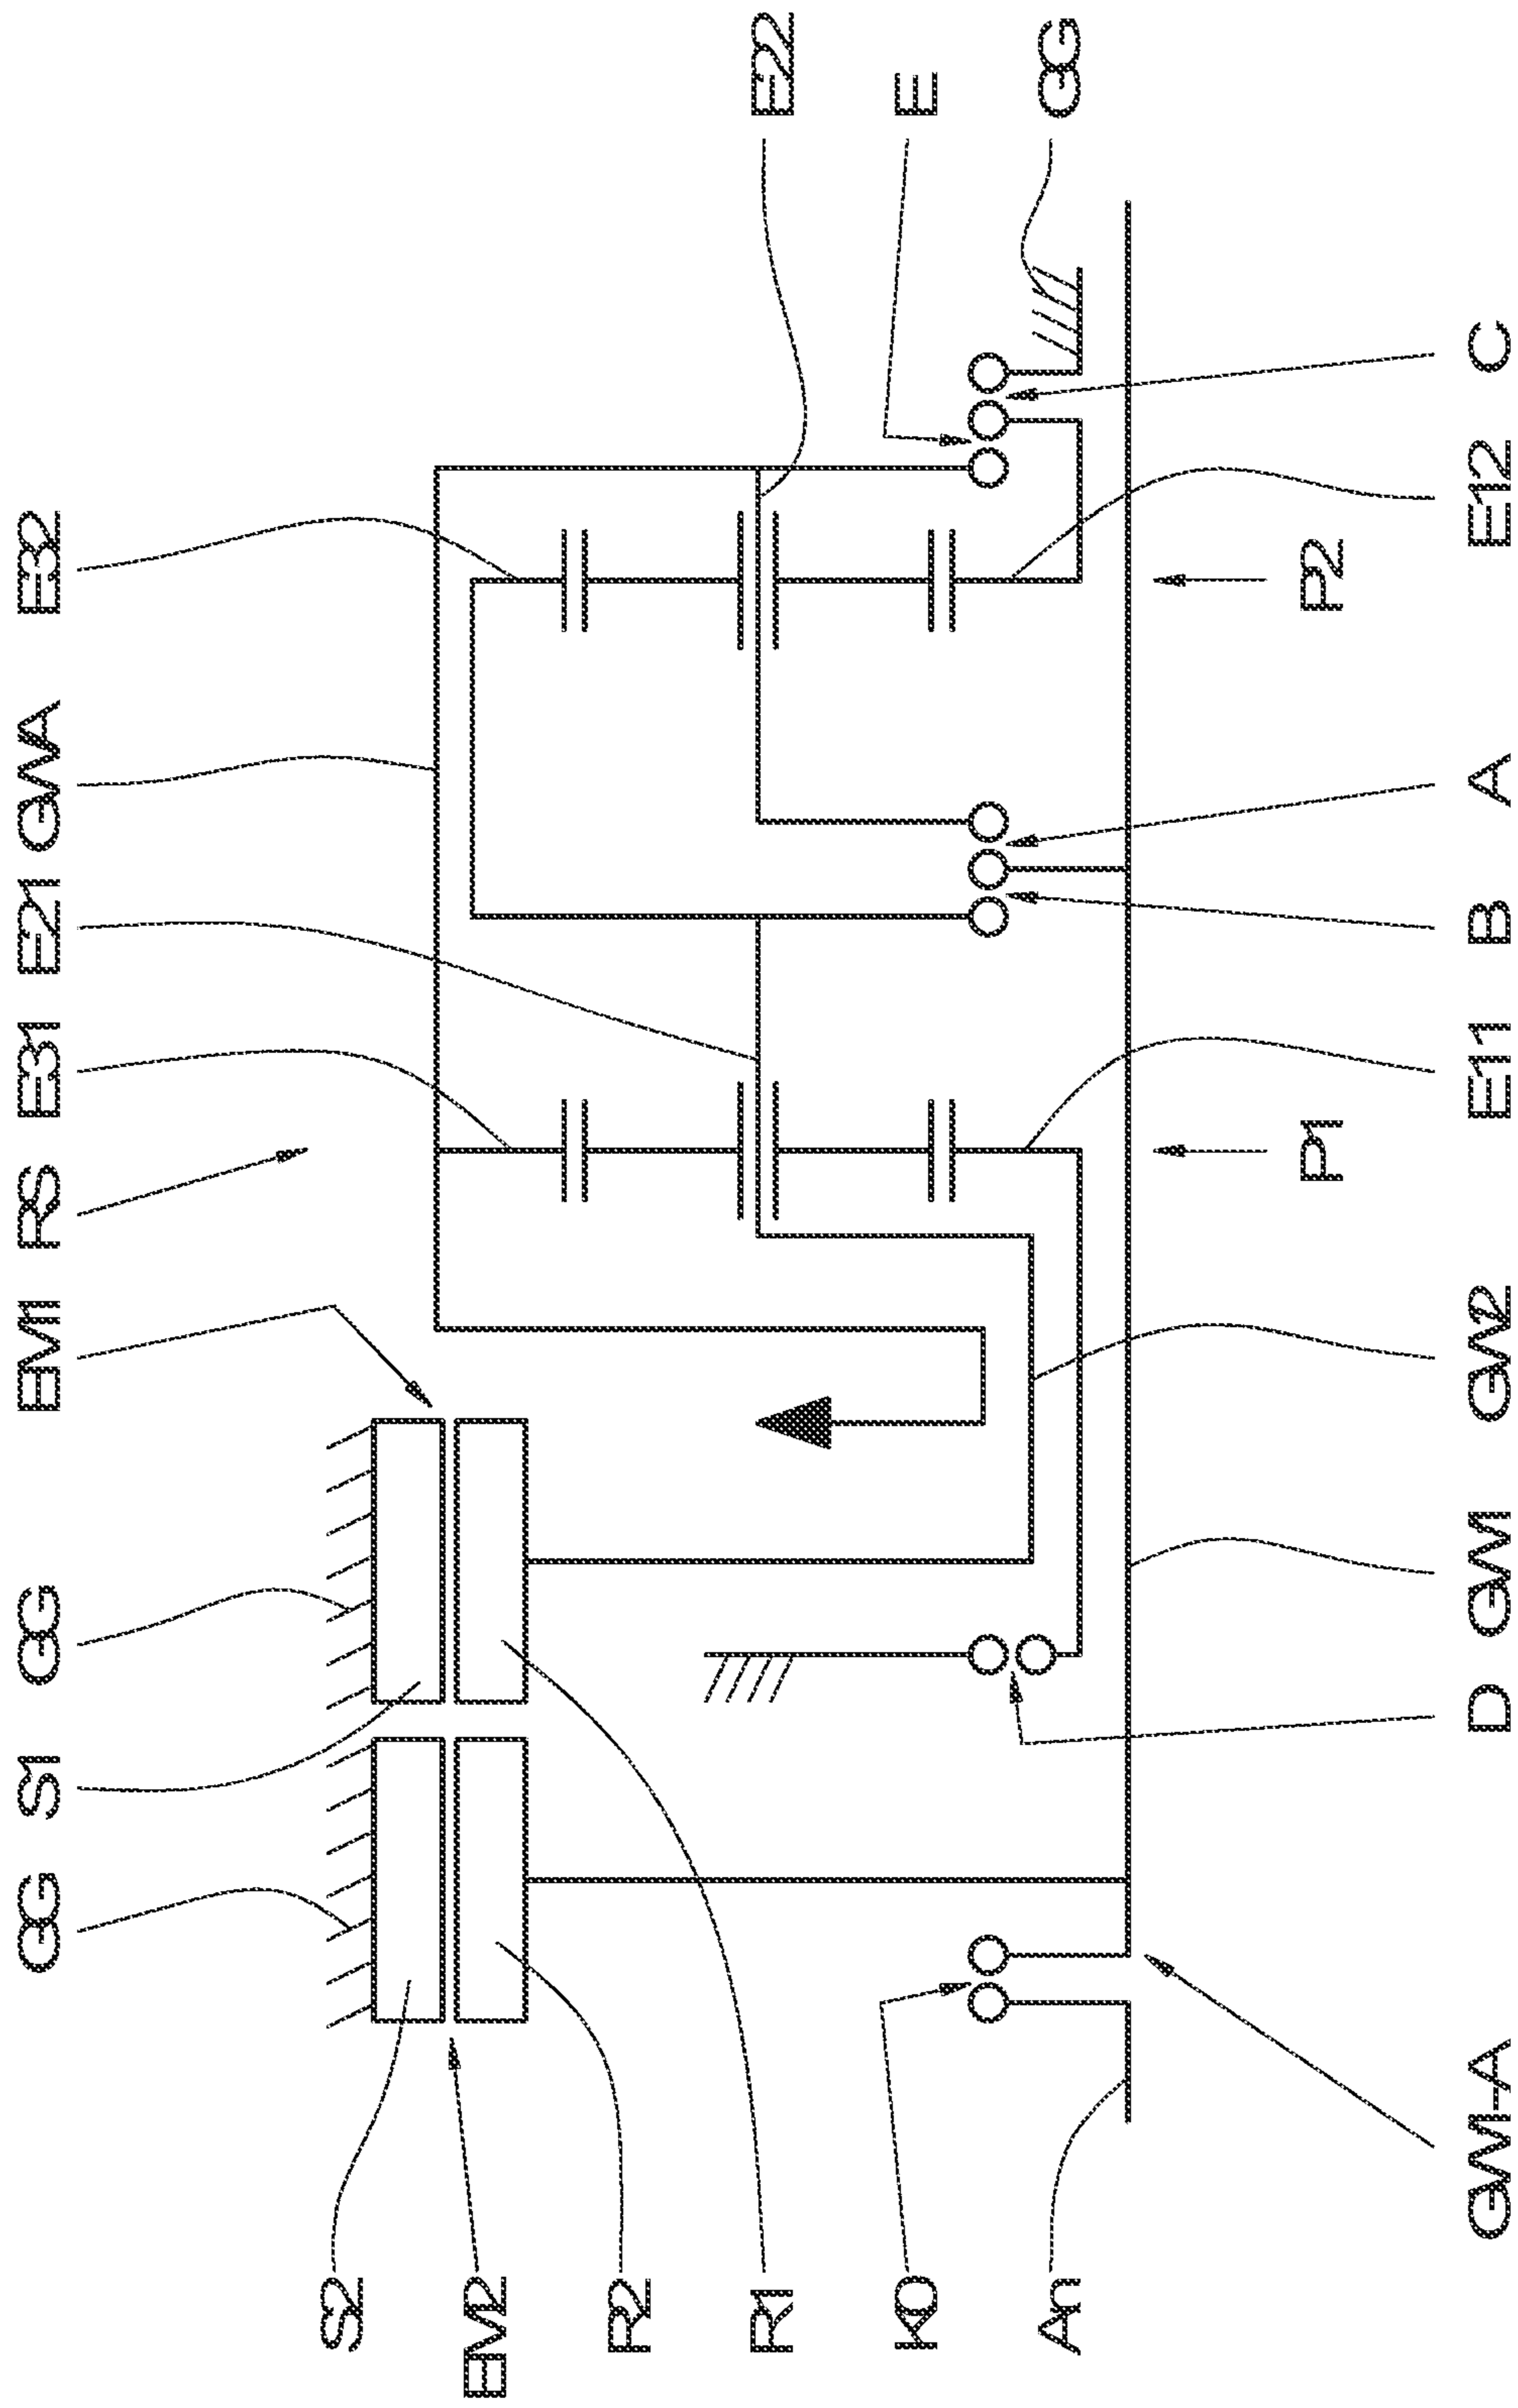 GG S1 GG EM1 RS E31 E21 GWA E32
S2
EM2
R2
R1 E22
K0 E
An GG
P1 P2
GW1-A D GW1 GW2 E11 B A E12 C